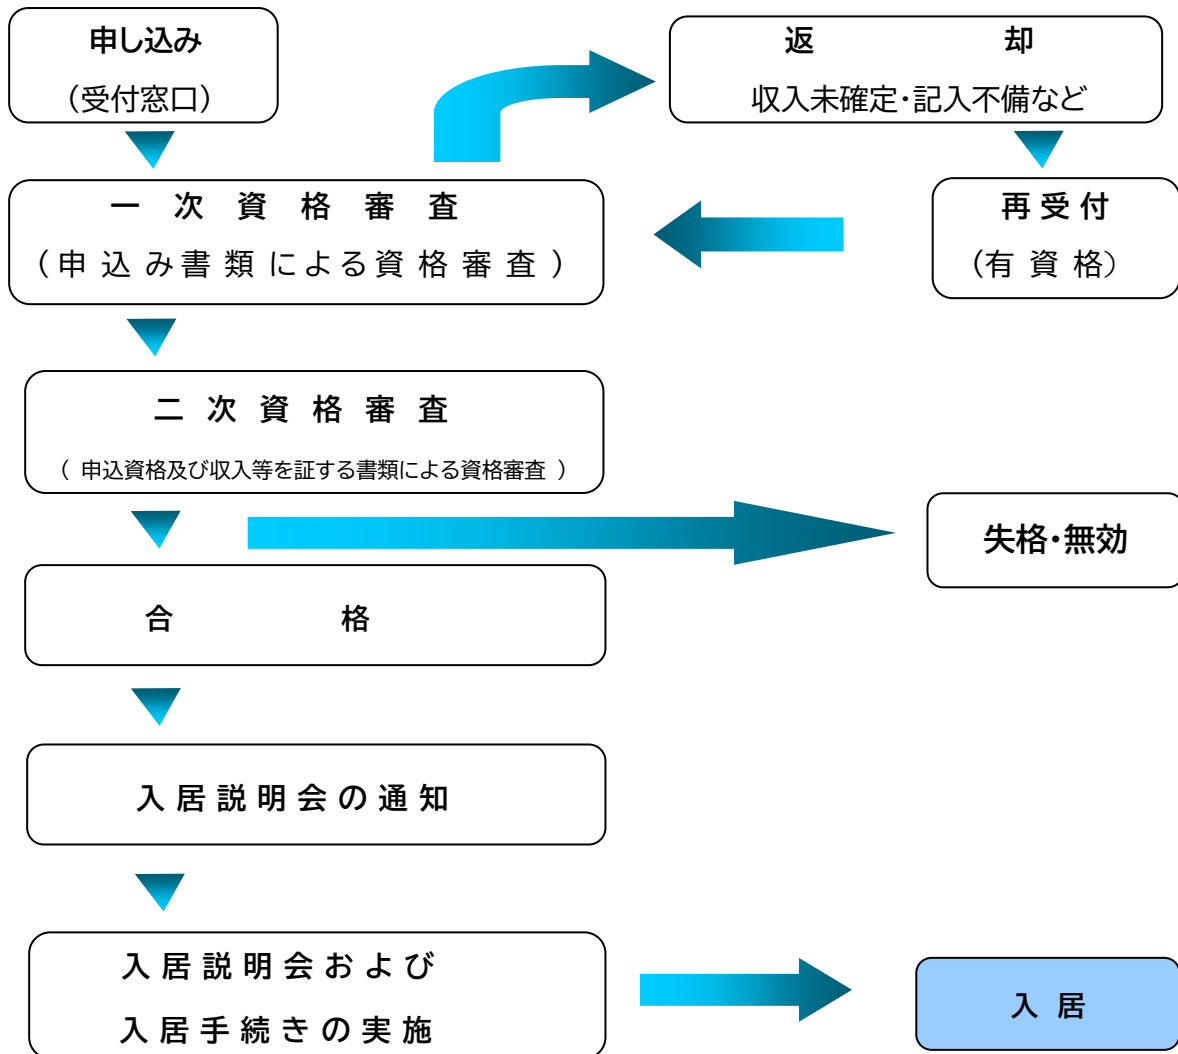 申し込み
（受付窓口）
返却
収入未確定・記入不備など
一次資格審査
（申込み書類による資格審査）
再受付
（有資格）
二次資格審査
（申込資格及び収入等を証する書類による資格審査）
失格・無効
合格
入居説明会の通知
入居説明会および
入居手続きの実施
入居